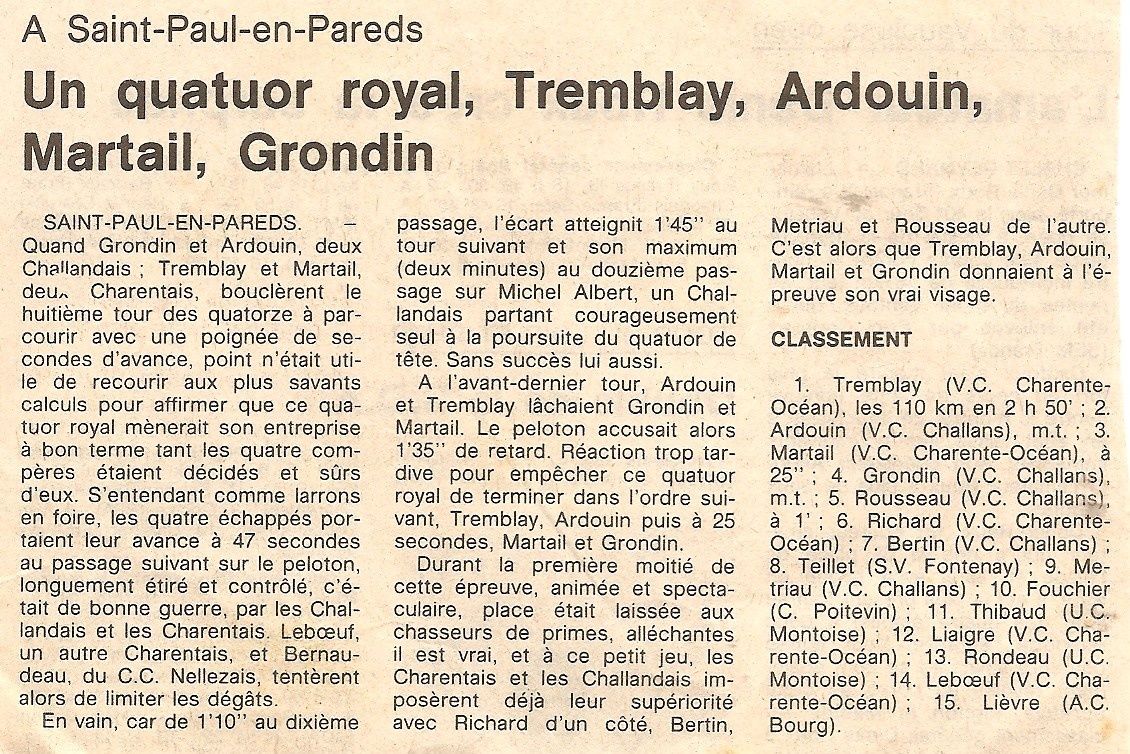 A Saint-Paul-en-Pareds
Un quatuor royal, Tremblay, Ardouin,
Martail, Grondin
SAINT-PAUL-EN-PAREDS. –
Quand Grondin et Ardouin, deux
Challandais ; Tremblay et Martail,
deux Charentais, bouclèrent le
huitième tour des quatorze à par-
courir avec une poignée de se-
condes d'avance, point n'était uti-
le de recourir aux plus savants
calculs pour affirmer que ce qua-
tuor royal mènerait son entreprise
à bon terme tant les quatre com-
pères étaient décidés et sûrs
d'eux. S'entendant comme larrons
en foire, les quatre échappés por-
taient leur avance à 47 secondes
au passage suivant sur le peloton,
longuement étiré et contrôlé, c'é-
tait de bonne guerre, par les Chal-
landais et les Charentais. Lebœuf,
un autre Charentais, et Bernau-
deau, du C.C. Nellezais, tentèrent
alors de limiter les dégâts.
En vain, car de 1'10'' au dixième
passage, l'écart atteignit 1'45'' au
tour suivant et son maximum
(deux minutes) au douzième pas-
sage sur Michel Albert, un Chal-
landais partant courageusement
seul à la poursuite du quatuor de
tête. Sans succès lui aussi.
A l'avant-dernier tour, Ardouin
et Tremblay lâchaient Grondin et
Martail. Le peloton accusait alors
1'35'' de retard. Réaction trop tar-
dive pour empêcher ce quatuor
royal de terminer dans l'ordre sui-
vant, Tremblay, Ardouin puis à 25
secondes, Martail et Grondin.
Durant la première moitié de
cette épreuve, animée et specta-
culaire, place était laissée aux
chasseurs de primes, alléchantes
il est vrai, et à ce petit jeu, les
Charentais et les Challandais im-
posèrent déjà leur supériorité
avec Richard d'un côté, Bertin,
Metriau et Rousseau de l'autre.
C'est alors que Tremblay, Ardouin,
Martail et Grondin donnaient à l'é-
preuve son vrai visage.
CLASSEMENT
1. Tremblay (V.C. Charente-
Océan), les 110 km en 2 h 50' ; 2.
Ardouin (V.C. Challans), m.t. ; 3.
Martail (V.C. Charente-Océan), à
25'' ; 4. Grondin (V.C. Challans),
m.t. ; 5. Rousseau (V.C. Challans),
à 1' ; 6. Richard (V.C. Charente-
Océan) ; 7. Bertin (V.C. Challans) ;
8. Teillet (S.V. Fontenay) ; 9. Me-
triau (V.C. Challans) ; 10. Fouchier
(C. Poitevin) ; 11. Thibaud (U.C.
Montoise) ; 12. Liaigre (V.C. Cha-
rente-Océan) ; 13. Rondeau (U.C.
Montoise) ; 14. Lebœuf (V.C. Cha-
rente-Océan) ; 15. Lièvre (A.C.
Bourg).